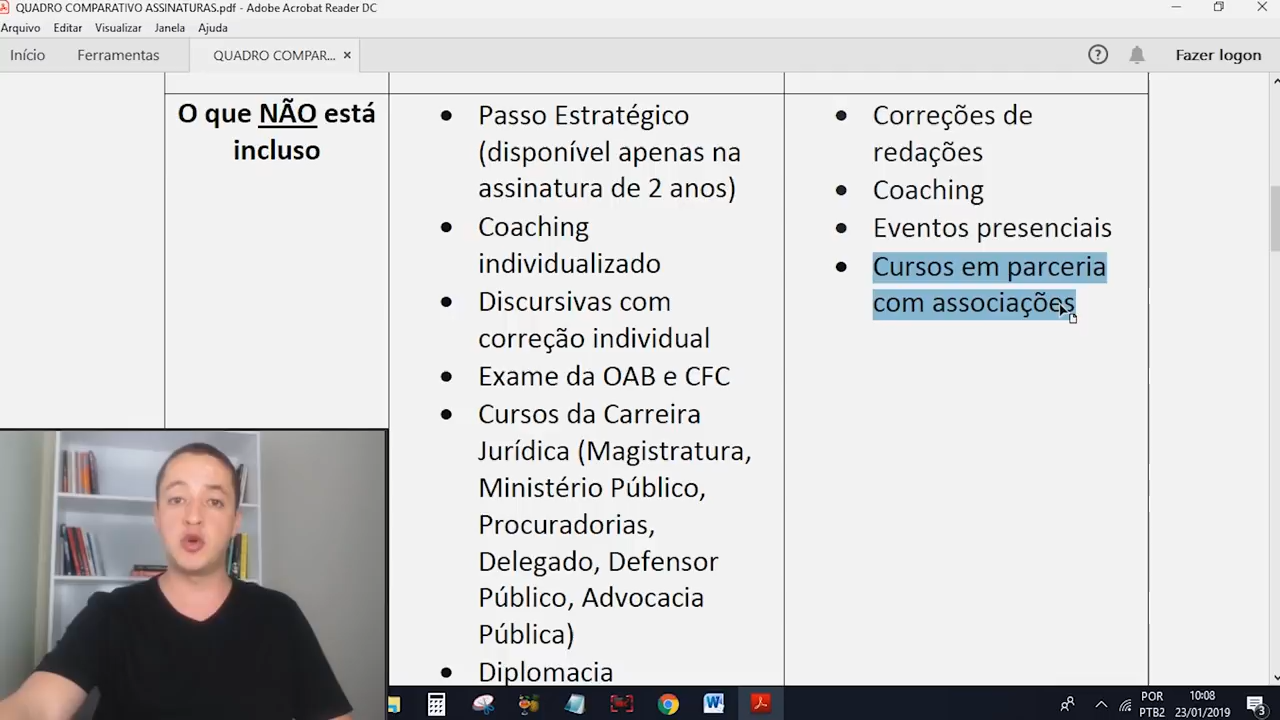 QUADRO COMPARATIVO ASSINATURAS.pdf - Adobe Acrobat Reader DC
Arquivo Editar Visualizar Janela Ajuda
Início Ferramentas QUADRO COMPAR... × Fazer logon
O que NÃO está
incluso
• Passo Estratégico
(disponível apenas na
assinatura de 2 anos)
• Coaching
individualizado
• Discursivas com
correção individual
• Exame da OAB e CFC
• Cursos da Carreira
Jurídica (Magistratura,
Ministério Público,
Procuradorias,
Delegado, Defensor
Público, Advocacia
Pública)
• Diplomacia
• Correções de
redações
• Coaching
• Eventos presenciais
• Cursos em parceria
com associações
POR
PTB2
10:08
23/01/2019
3